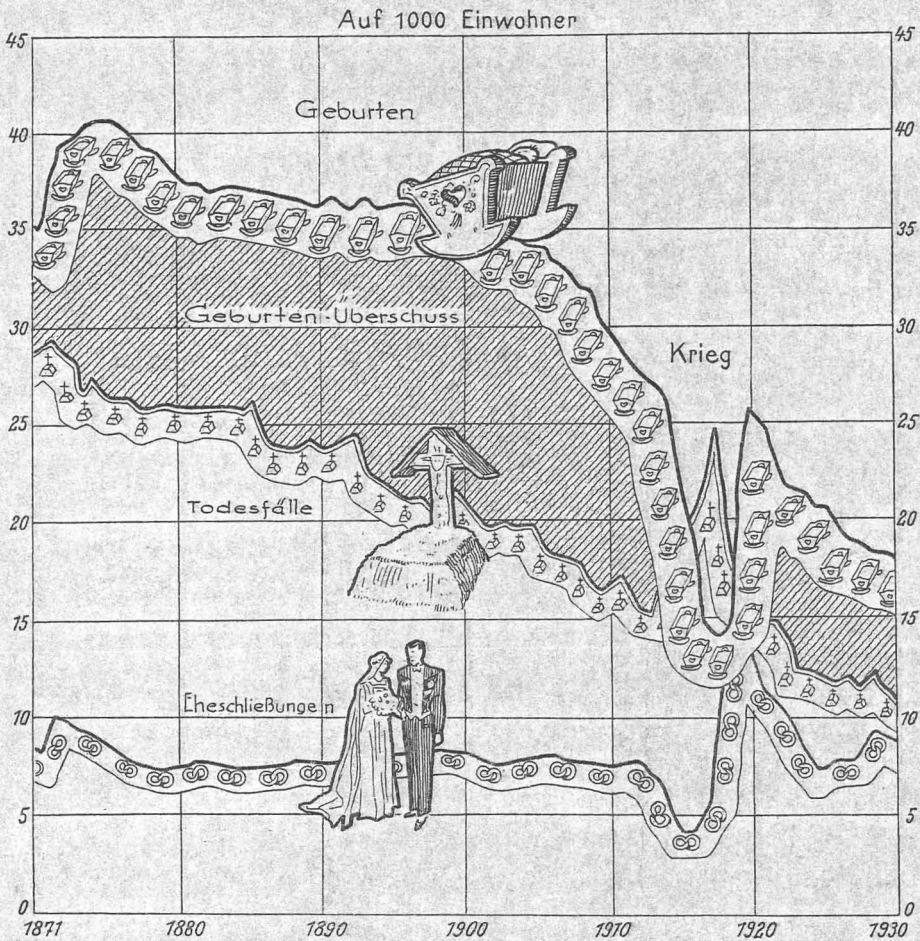 Auf 1000 Einwohner
45
45
Geburten
40
40
35
35
Geburten-Überschuss
30
30
Krieg
25
25
Todesfälle
20
20
15
15
Eheschließungen
10
10
5
5
0
0
1871 1880 1890 1900 1910 1920 1930